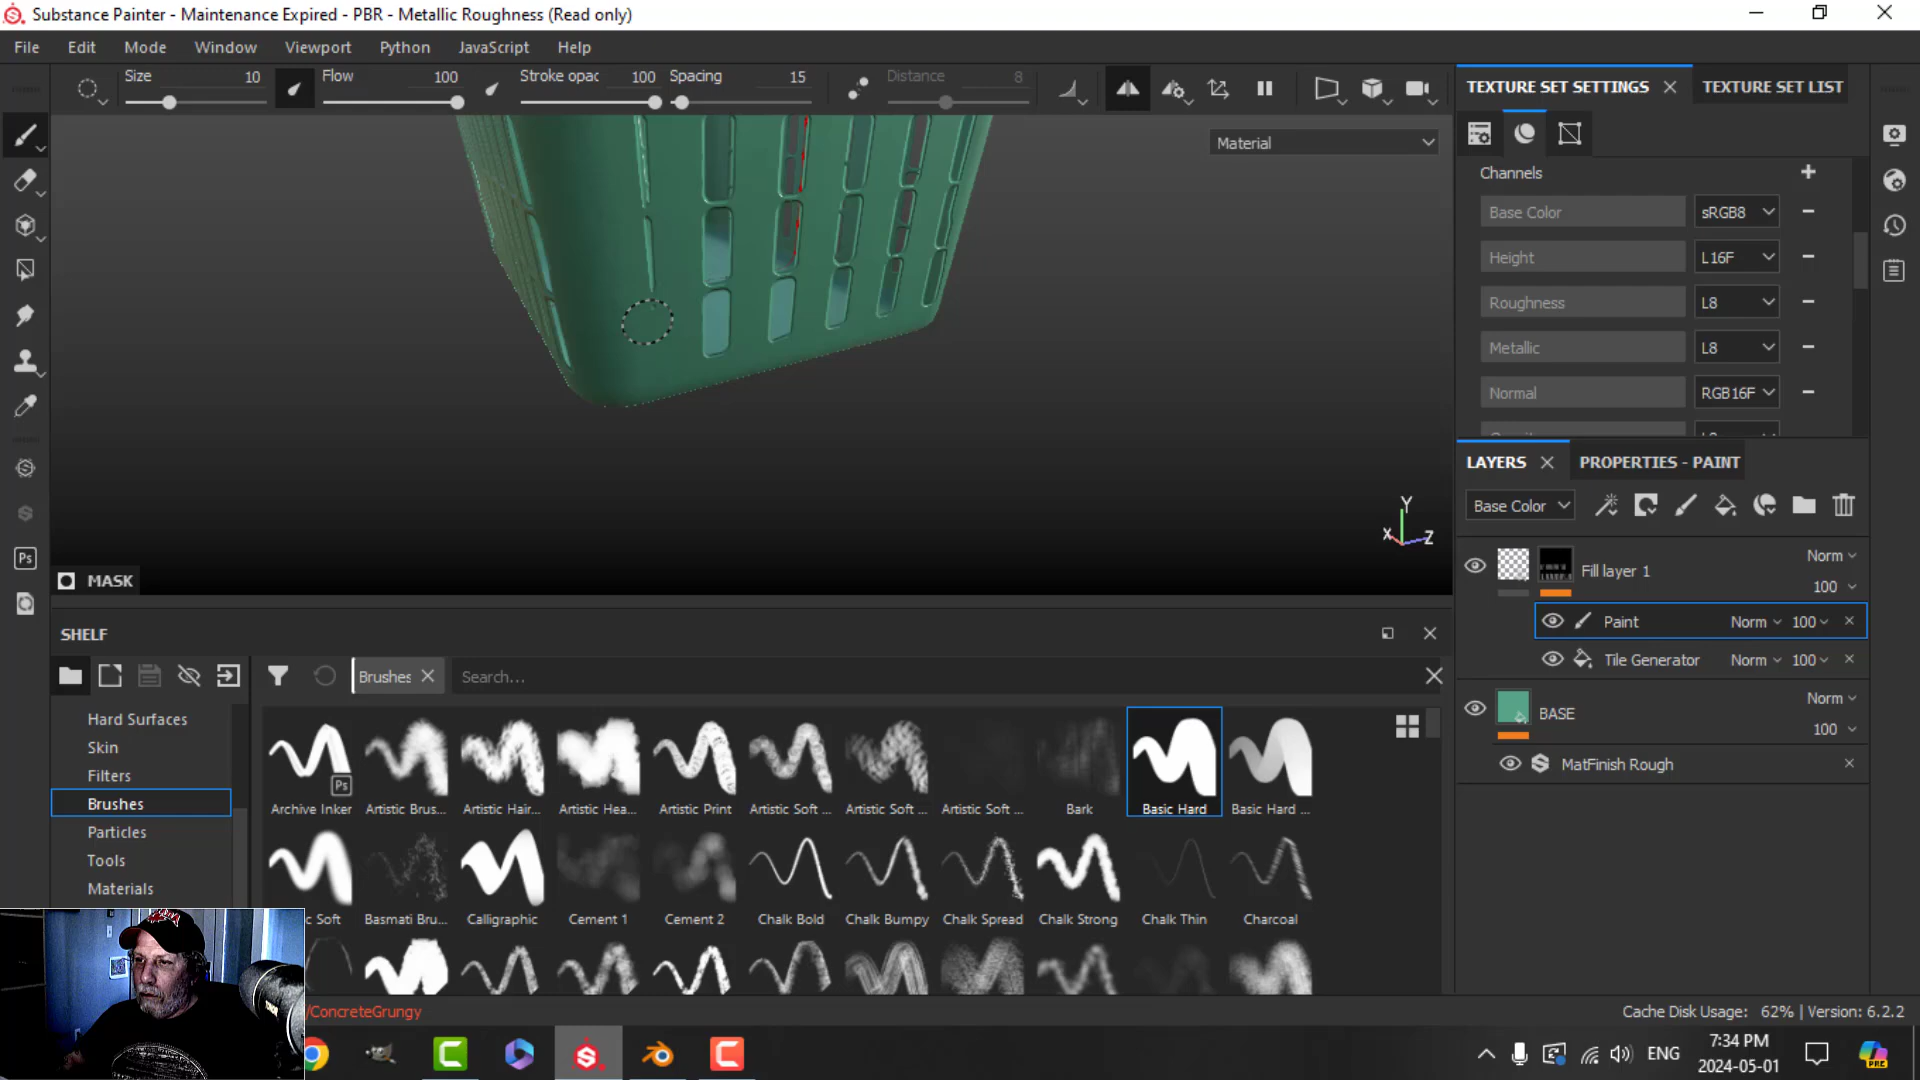 Substance Painter - Maintenance Expired - PBR - Metallic Roughness (Read only)
File Edit Mode Window Viewport Python JavaScript Help
Size 10 Flow 100 Stroke opac 100 Spacing 15 Distance 8
Material
Y
X Z
MASK
TEXTURE SET SETTINGS TEXTURE SET LIST
Channels
Base Color sRGB8
Height L16F
Roughness L8
Metallic L8
Normal RGB16F
LAYERS PROPERTIES - PAINT
Base Color
Fill layer 1 Norm
100
Paint Norm 100
Tile Generator Norm 100
BASE Norm
100
MatFinish Rough
SHELF
Brushes Search...
Hard Surfaces
Skin
Filters
Brushes
Particles
Tools
Materials
Ps
Archive Inker Artistic Brus... Artistic Hair... Artistic Hea... Artistic Print Artistic Soft ... Artistic Soft ... Artistic Soft ... Bark Basic Hard Basic Hard ...
Soft Basmati Bru... Calligraphic Cement 1 Cement 2 Chalk Bold Chalk Bumpy Chalk Spread Chalk Strong Chalk Thin Charcoal
/ConcreteGrungy
Cache Disk Usage: 62% | Version: 6.2.2
ENG
7:34 PM
2024-05-01